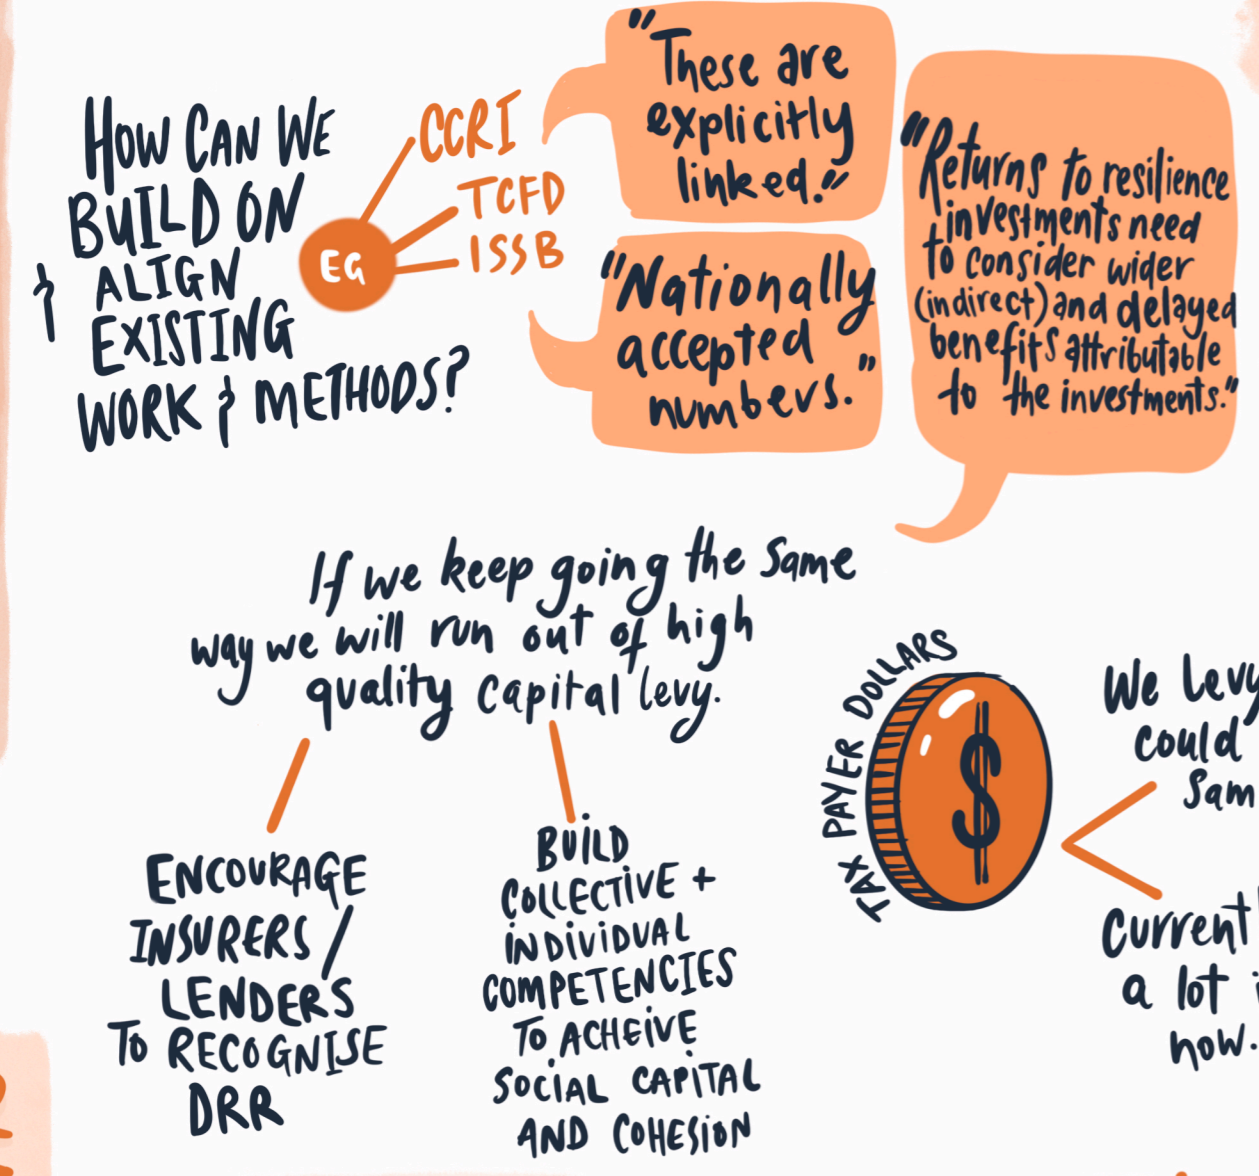 HOW CAN WE
BUILD ON
& ALIGN
EXISTING
WORK & METHODS?
EG
CCRI
TCFD
ISSB
"These are
explicitly
linked."
"Nationally
accepted
numbers."
"Returns to resilience
investments need
to consider wider
(indirect) and delayed
benefits attributable
to the investments."
If we keep going the same
way we will run out of high
quality capital levy.
ENCOURAGE
INSURERS /
LENDERS
TO RECOGNISE
DRR
BUILD
COLLECTIVE +
INDIVIDUAL
COMPETENCIES
TO ACHEIVE
SOCIAL CAPITAL
AND COHESION
TAX PAYER DOLLARS
$
We levy
could
Sam
Current
a lot i
now.